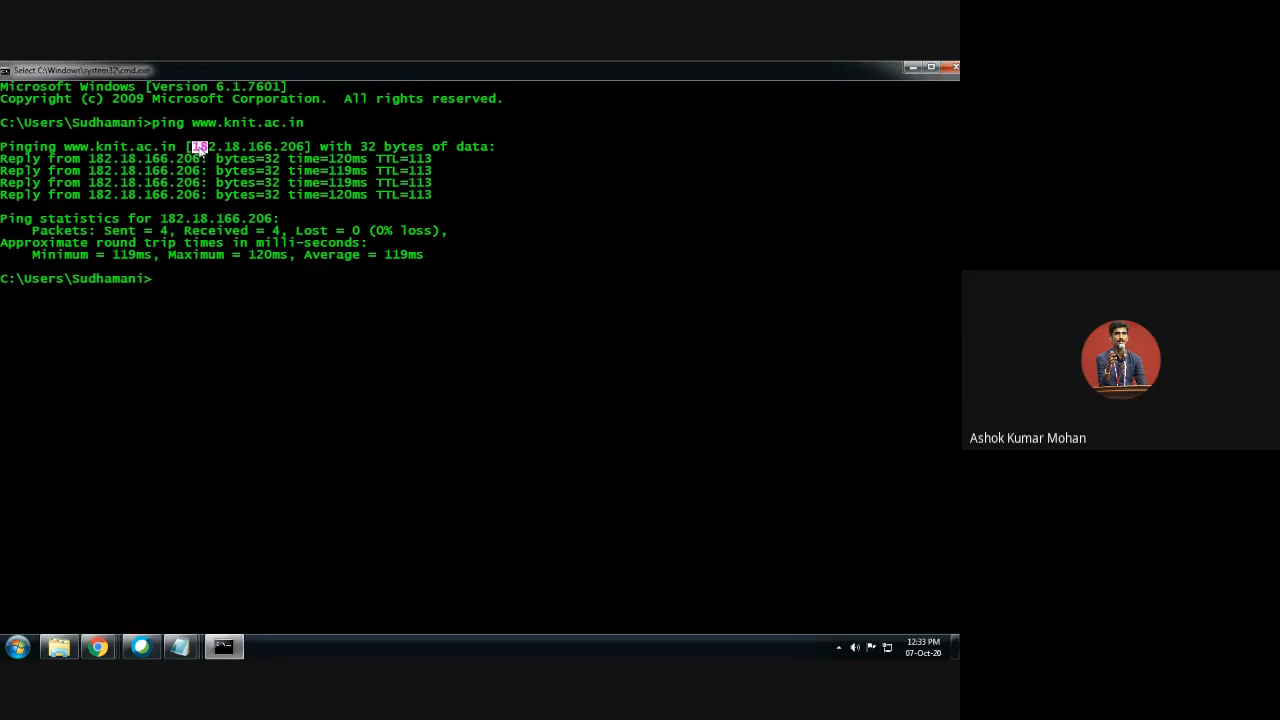 Select C:\Windows\system32\cmd.exe
Microsoft Windows [Version 6.1.7601]
Copyright (c) 2009 Microsoft Corporation.  All rights reserved.
C:\Users\Sudhamani>ping www.knit.ac.in
Pinging www.knit.ac.in [182.18.166.206] with 32 bytes of data:
Reply from 182.18.166.206: bytes=32 time=120ms TTL=113
Reply from 182.18.166.206: bytes=32 time=119ms TTL=113
Reply from 182.18.166.206: bytes=32 time=119ms TTL=113
Reply from 182.18.166.206: bytes=32 time=120ms TTL=113
Ping statistics for 182.18.166.206:
Packets: Sent = 4, Received = 4, Lost = 0 (0% loss),
Approximate round trip times in milli-seconds:
Minimum = 119ms, Maximum = 120ms, Average = 119ms
C:\Users\Sudhamani>
Ashok Kumar Mohan
12:33 PM
07-Oct-20